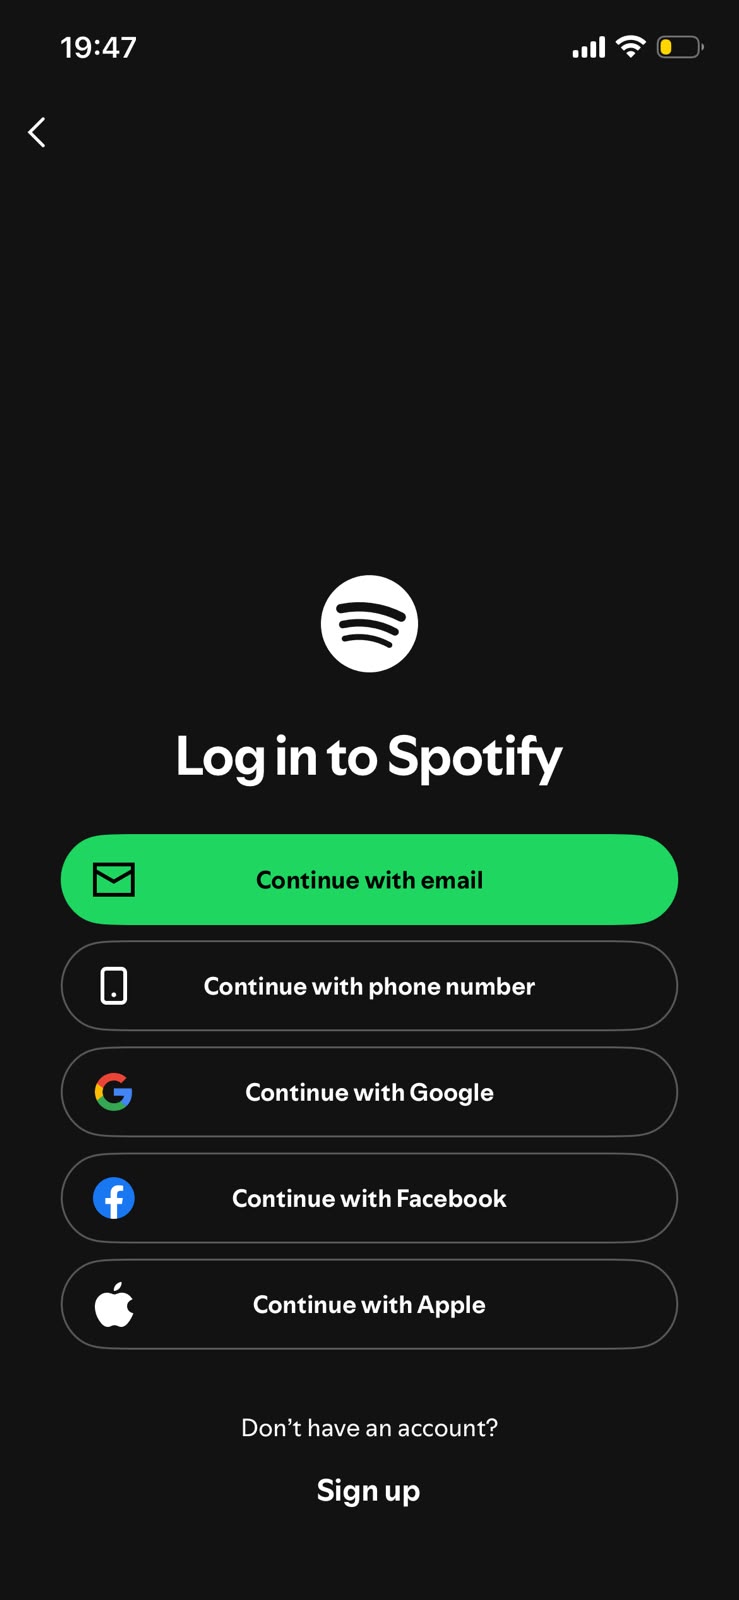 19:47
Log in to Spotify
Continue with email
Continue with phone number
Continue with Google
Continue with Facebook
Continue with Apple
Don’t have an account?
Sign up